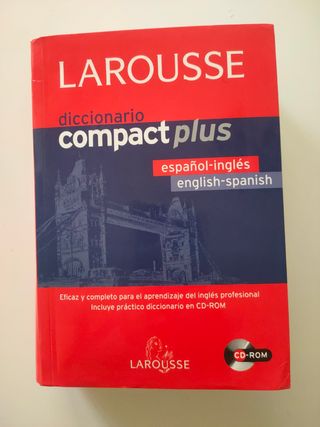 LAROUSSE
diccionario
compact plus
español-inglés
english-spanish
Eficaz y completo para el aprendizaje del inglés profesional
Incluye práctico diccionario en CD-ROM
LAROUSSE
CD-ROM